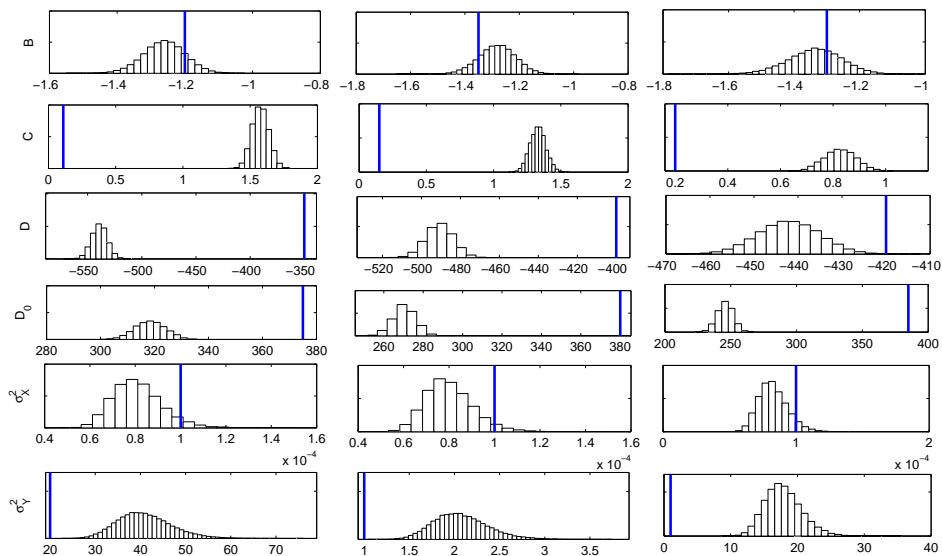 B
−1.6 −1.4 −1.2 −1 −0.8
−1.8 −1.6 −1.4 −1.2 −1 −0.8
−1.8 −1.6 −1.4 −1.2 −1
C
0 0.5 1 1.5 2
0 0.5 1 1.5 2
0.2 0.4 0.6 0.8 1
D
−550 −500 −450 −400 −350
−520 −500 −480 −460 −440 −420 −400
−470 −460 −450 −440 −430 −420 −410
D0
280 300 320 340 360 380
260 280 300 320 340 360 380
200 250 300 350 400
σ²X
0.4 0.6 0.8 1 1.2 1.4 1.6
x 10⁻⁴
0.4 0.6 0.8 1 1.2 1.4 1.6
x 10⁻⁴
0 1 2
x 10⁻⁴
σ²Y
20 30 40 50 60 70
1 1.5 2 2.5 3 3.5
0 10 20 30 40